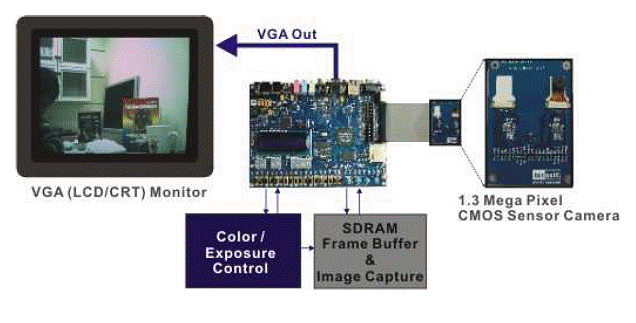 VGA Out
VGA (LCD/CRT) Monitor
1.3 Mega Pixel
CMOS Sensor Camera
Color /
Exposure
Control
SDRAM
Frame Buffer
&
Image Capture